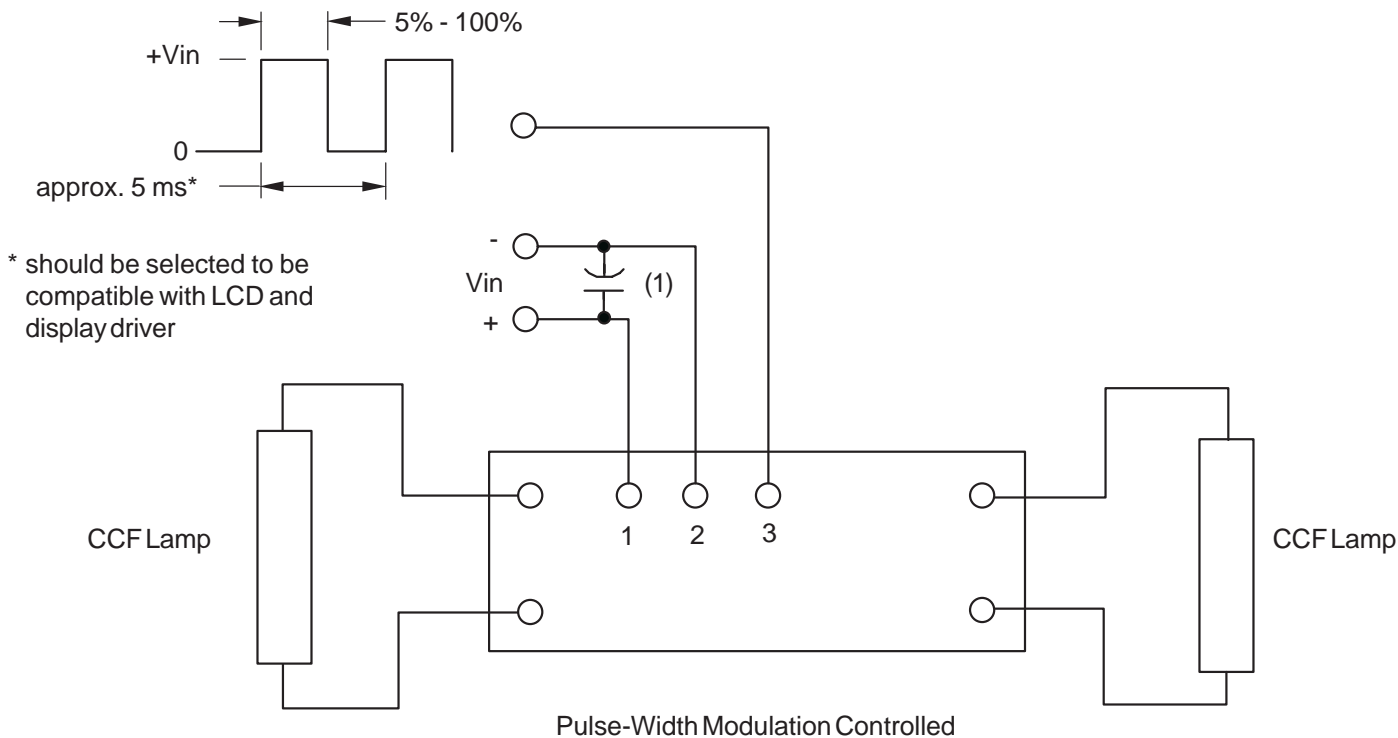 5% - 100%
+Vin
0
approx. 5 ms*
* should be selected to be
compatible with LCD and
display driver
-
Vin
(1)
+
CCF Lamp
1
2
3
CCF Lamp
Pulse-Width Modulation Controlled